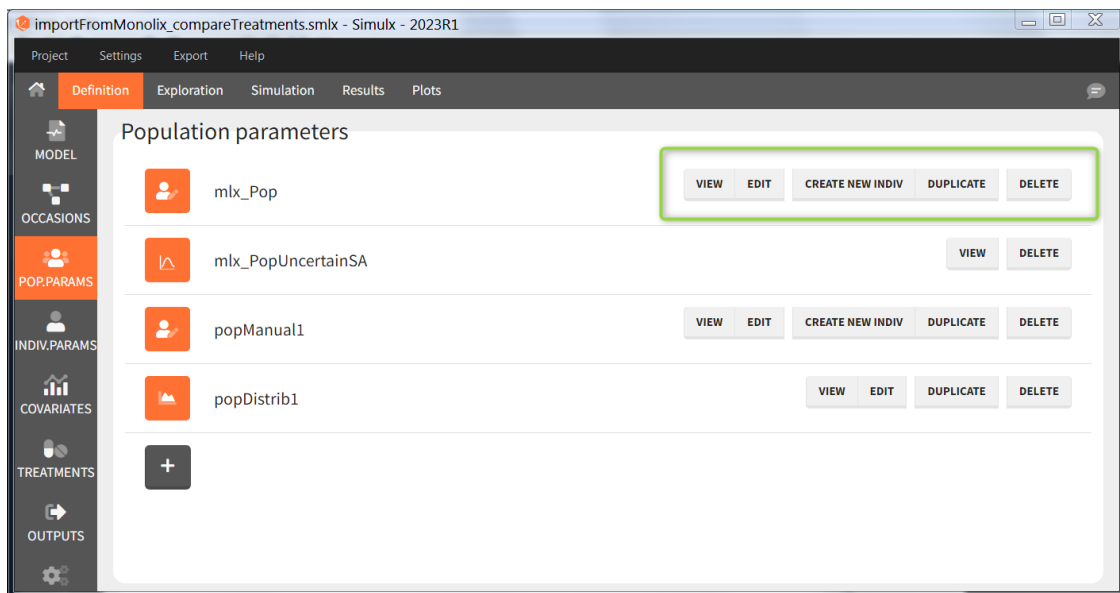 importFromMonolix_compareTreatments.smlx - Simulx - 2023R1
Project Settings Export Help
Definition Exploration Simulation Results Plots
MODEL
OCCASIONS
POP.PARAMS
INDIV.PARAMS
COVARIATES
TREATMENTS
OUTPUTS
Population parameters
mlx_Pop VIEW EDIT CREATE NEW INDIV DUPLICATE DELETE
mlx_PopUncertainSA VIEW DELETE
popManual1 VIEW EDIT CREATE NEW INDIV DUPLICATE DELETE
popDistrib1 VIEW EDIT DUPLICATE DELETE
+